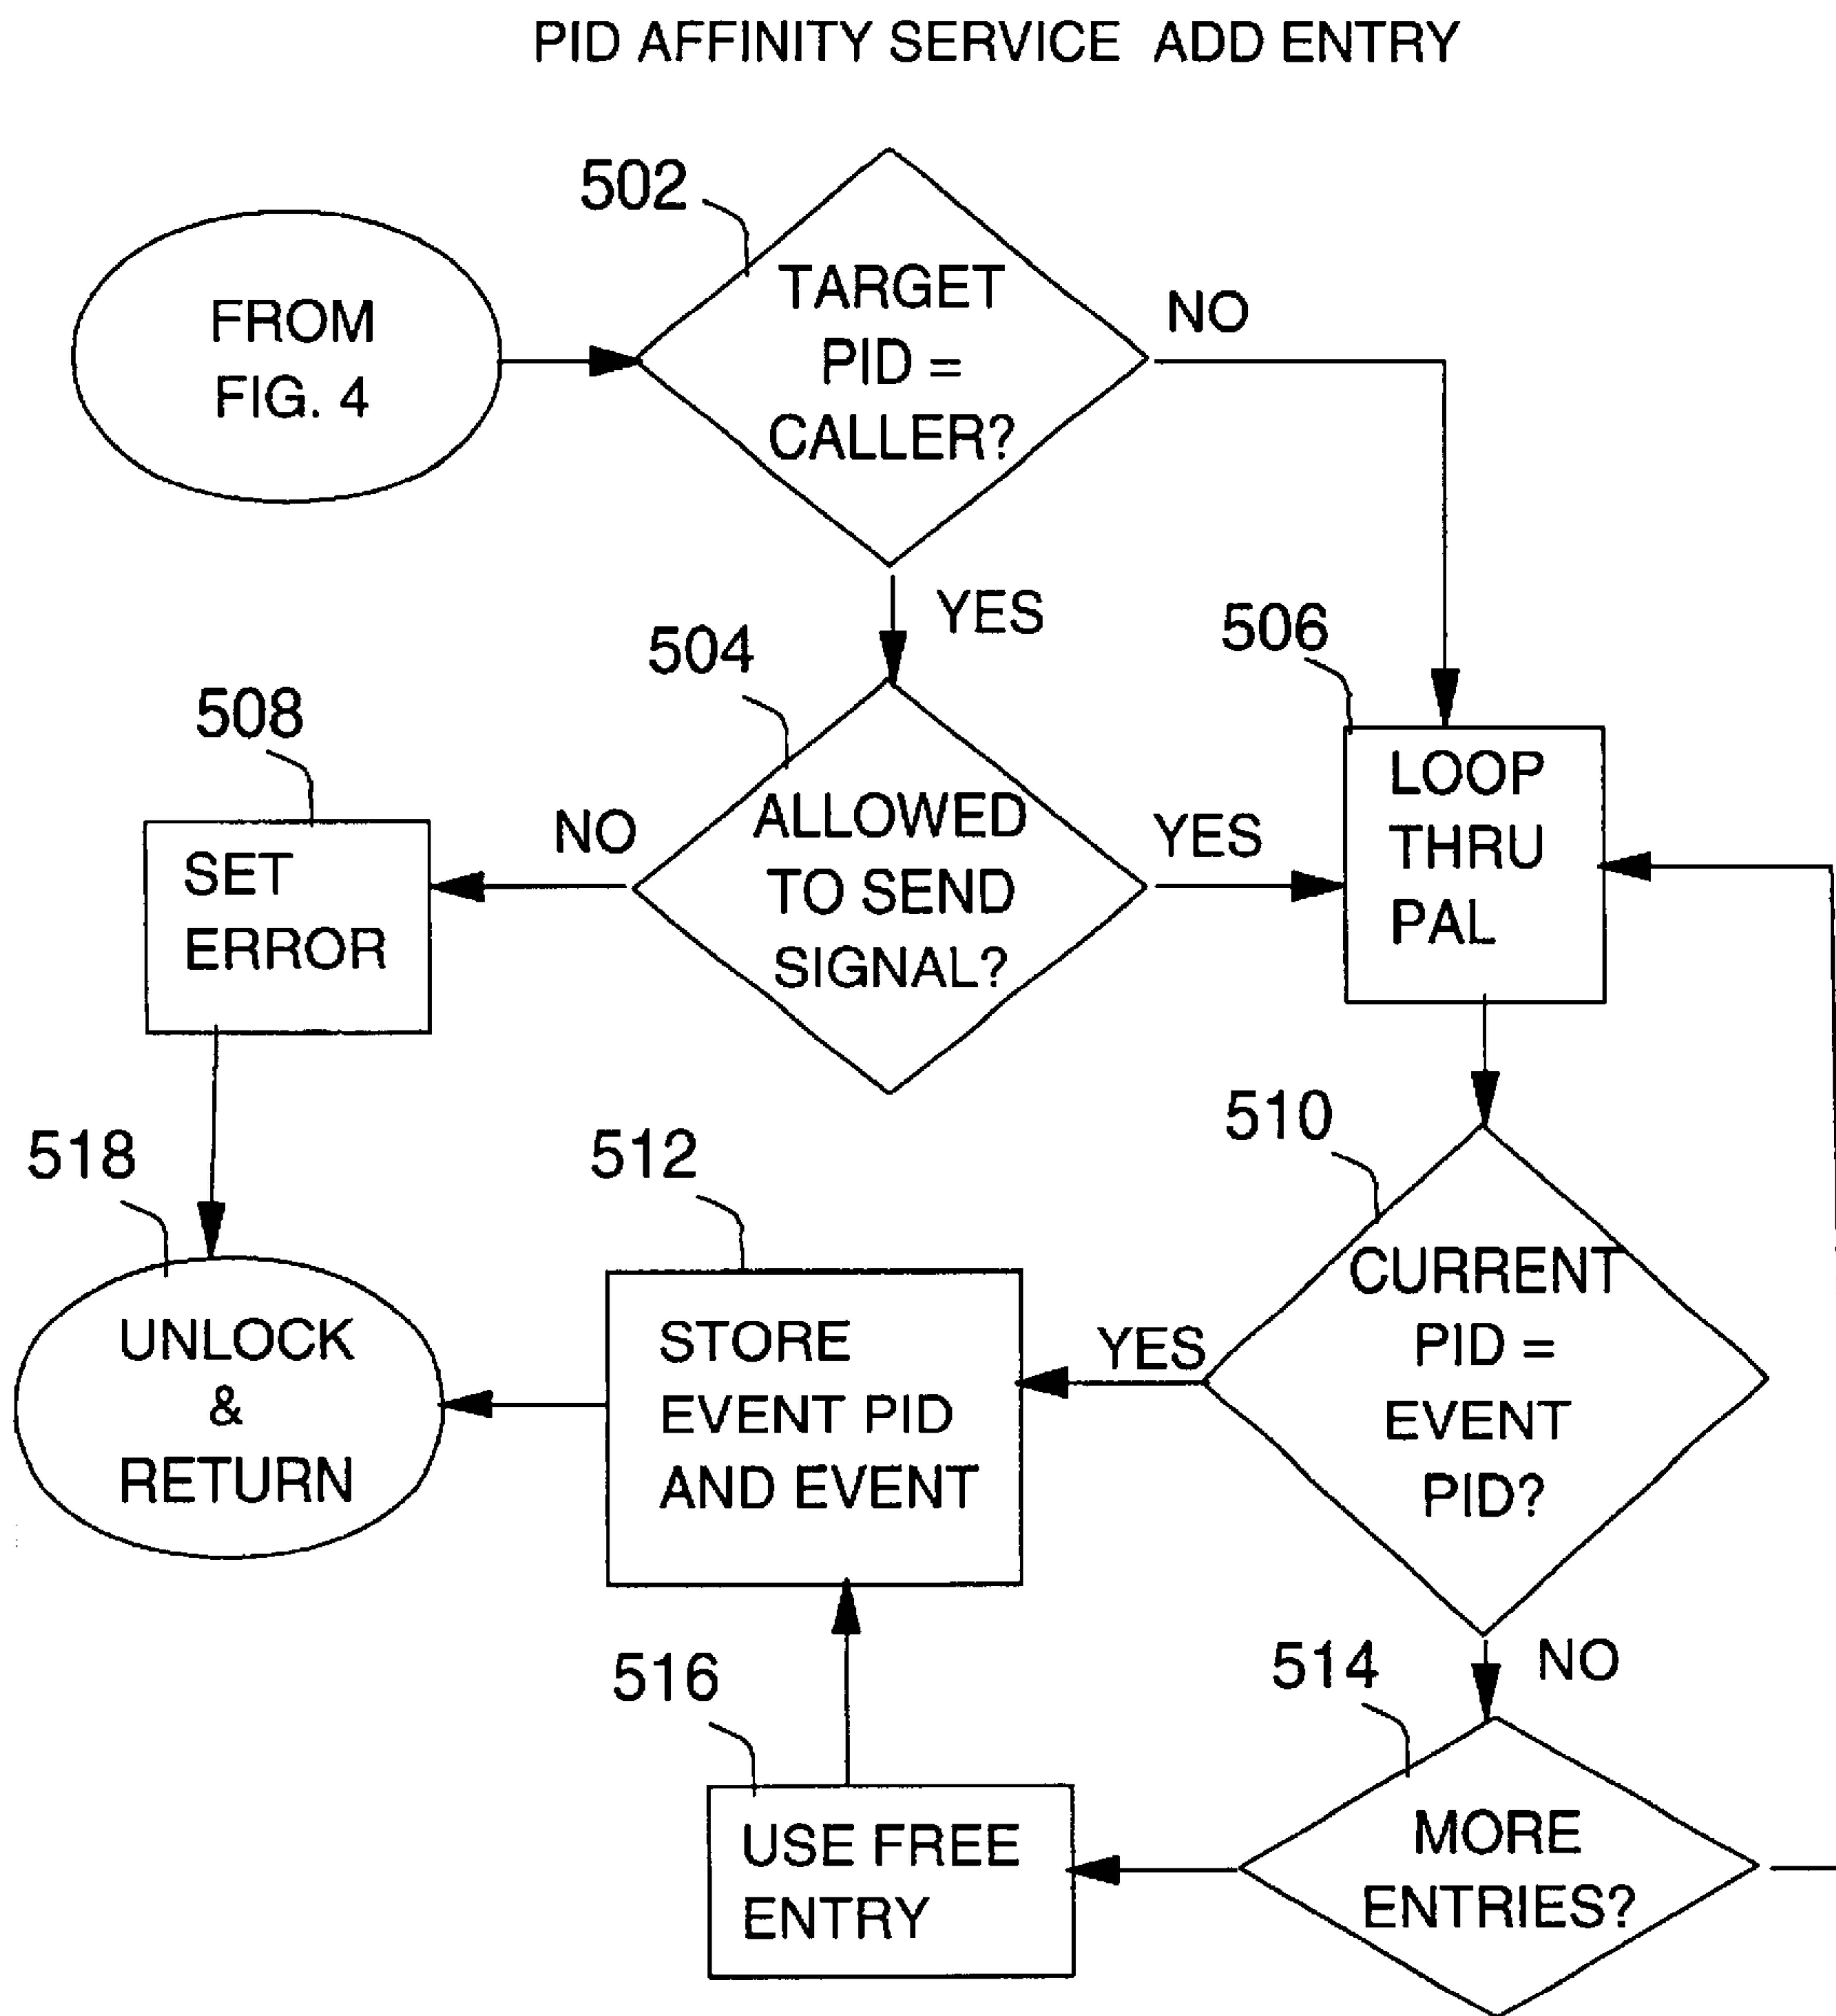 PID AFFINITY SERVICE ADD ENTRY
502
FROM
FIG. 4
TARGET
PID =
CALLER?
NO
YES
504
506
508
ALLOWED
TO SEND
SIGNAL?
NO
YES
LOOP
THRU
PAL
SET
ERROR
510
518
512
CURRENT
PID =
EVENT
PID?
YES
STORE
EVENT PID
AND EVENT
UNLOCK
&
RETURN
NO
514
516
USE FREE
ENTRY
MORE
ENTRIES?